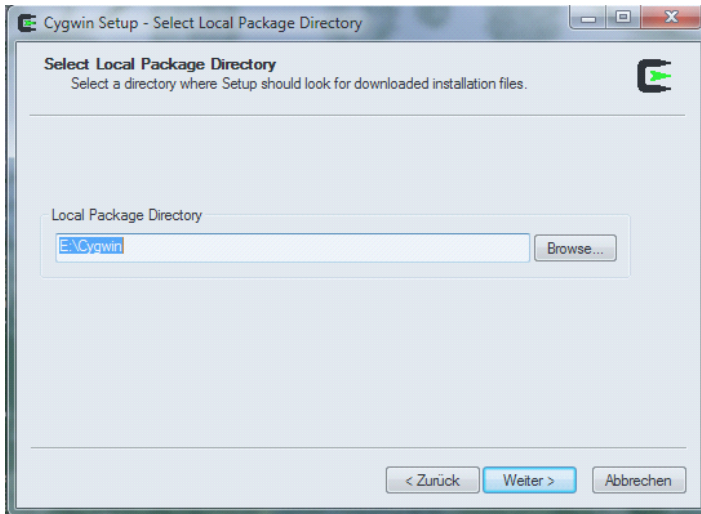 Cygwin Setup - Select Local Package Directory
Select Local Package Directory
Select a directory where Setup should look for downloaded installation files.
Local Package Directory
E:\Cygwin
Browse...
< Zurück
Weiter >
Abbrechen